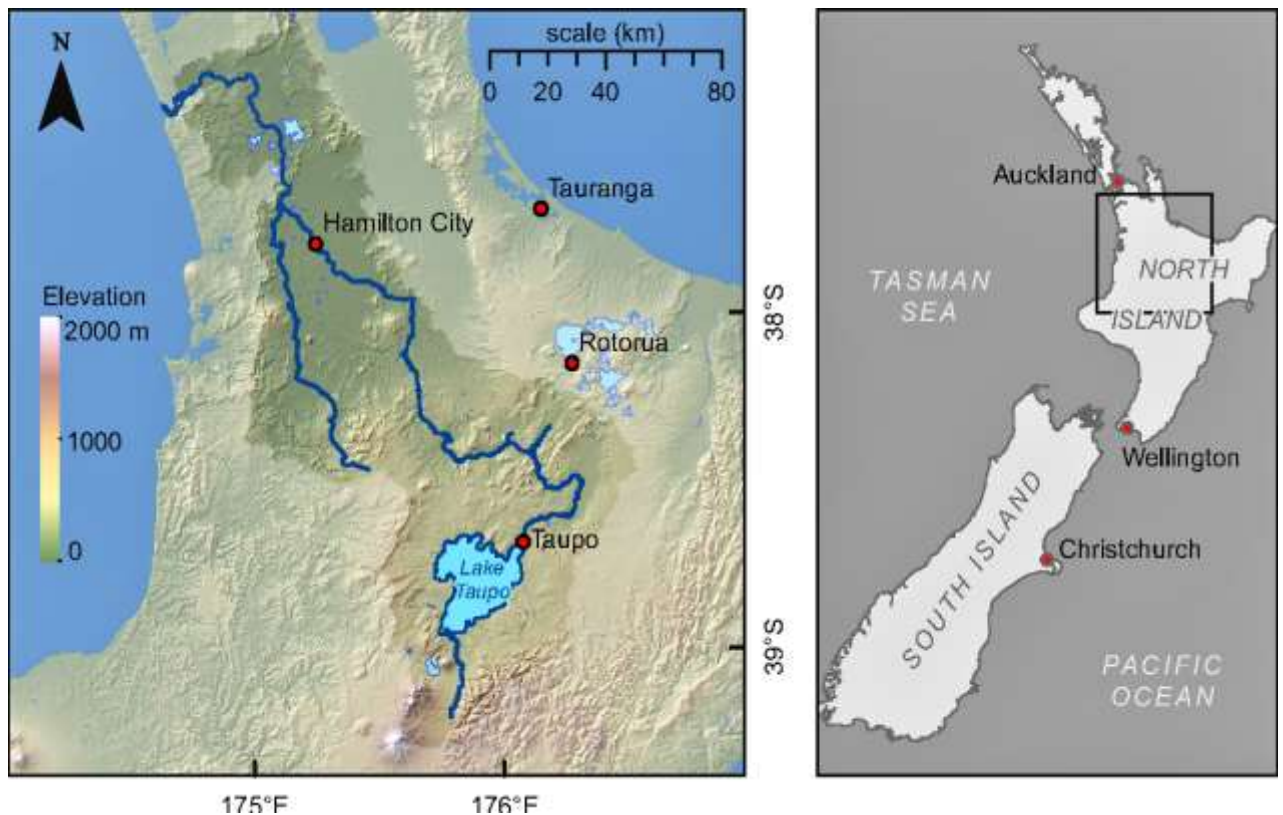 N
scale (km)
0 20 40 80
Tauranga
Hamilton City
Elevation
2000 m
1000
0
Rotorua
Taupo
Lake
Taupo
38°S
39°S
175°E
176°E
Auckland
TASMAN
SEA
NORTH
ISLAND
Wellington
SOUTH ISLAND
Christchurch
PACIFIC
OCEAN